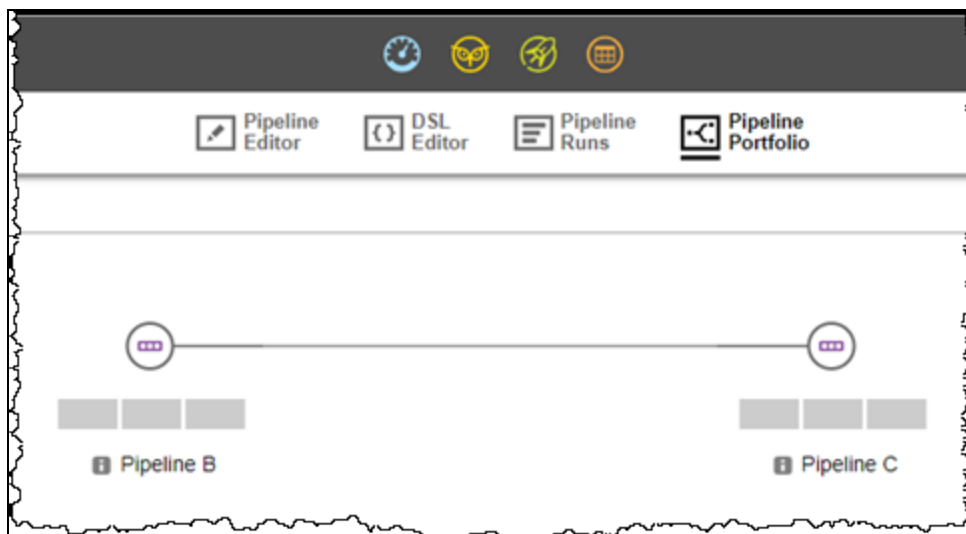 Pipeline
Editor
DSL
Editor
Pipeline
Runs
Pipeline
Portfolio
Pipeline B
Pipeline C